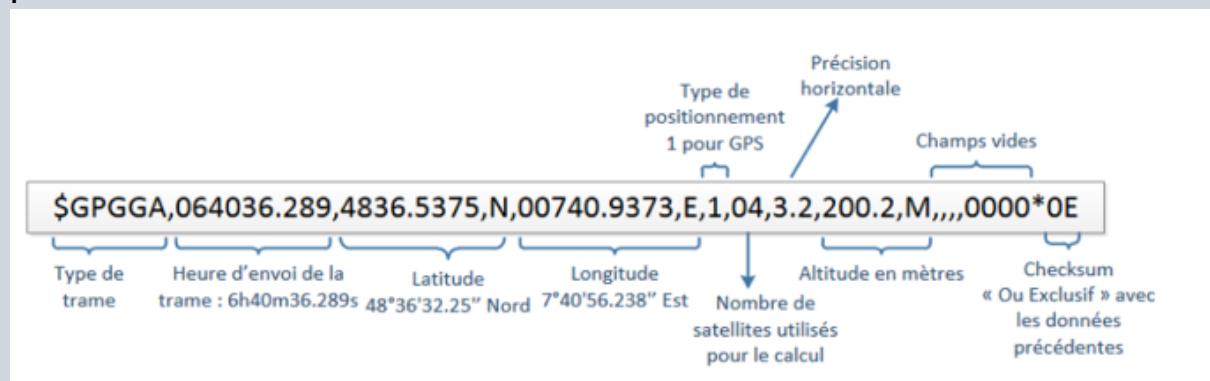 Précision
horizontale
Type de
positionnement
1 pour GPS
Champs vides
$GPGGA,064036.289,4836.5375,N,00740.9373,E,1,04,3.2,200.2,M,,,,0000*0E
Type de
trame
Heure d'envoi de la
trame : 6h40m36.289s
Latitude
48°36'32.25'' Nord
Longitude
7°40'56.238'' Est
Nombre de
satellites utilisés
pour le calcul
Altitude en mètres
Checksum
« Ou Exclusif » avec
les données
précédentes